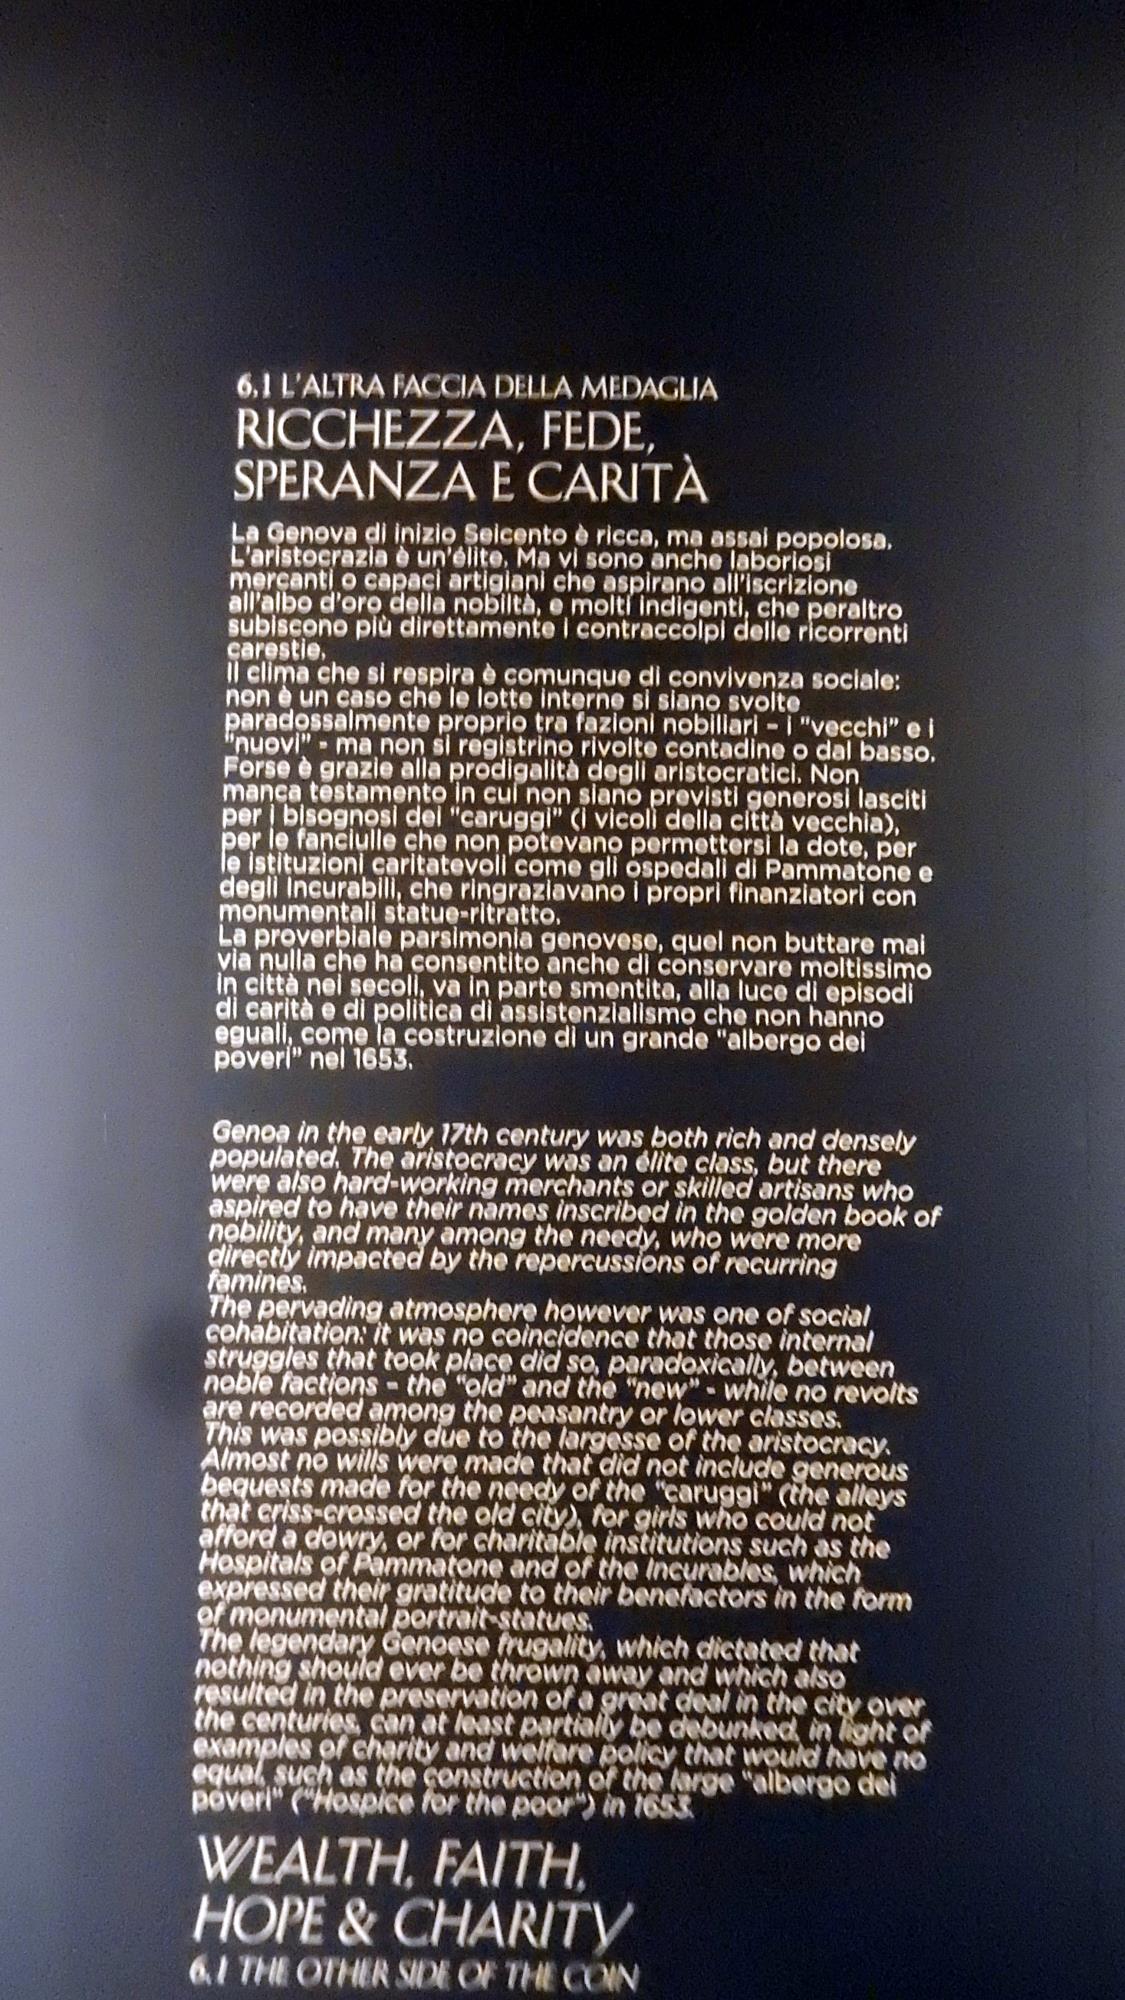 6.1 L'ALTRA FACCIA DELLA MEDAGLIA
RICCHEZZA, FEDE,
SPERANZA E CARITÀ
La Genova di inizio Seicento è ricca, ma assai popolosa.
L'aristocrazia è un'élite. Ma vi sono anche laboriosi
mercanti o capaci artigiani che aspirano all'iscrizione
all'albo d'oro della nobiltà, e molti indigenti, che peraltro
subiscono più direttamente i contraccolpi delle ricorrenti
carestie.
Il clima che si respira è comunque di convivenza sociale:
non è un caso che le lotte interne si siano svolte
paradossalmente proprio tra fazioni nobiliari - i "vecchi" e i
"nuovi" - ma non si registrino rivolte contadine o dal basso.
Forse è grazie alla prodigalità degli aristocratici. Non
manca testamento in cui non siano previsti generosi lasciti
per i bisognosi dei "caruggi" (i vicoli della città vecchia),
per le fanciulle che non potevano permettersi la dote, per
le istituzioni caritatevoli come gli ospedali di Pammatone e
degli Incurabili, che ringraziavano i propri finanziatori con
monumentali statue-ritratto.
La proverbiale parsimonia genovese, quel non buttare mai
via nulla che ha consentito anche di conservare moltissimo
in città nei secoli, va in parte smentita, alla luce di episodi
di carità e di politica di assistenzialismo che non hanno
eguali, come la costruzione di un grande "albergo dei
poveri" nel 1653.
Genoa in the early 17th century was both rich and densely
populated. The aristocracy was an élite class, but there
were also hard-working merchants or skilled artisans who
aspired to have their names inscribed in the golden book of
nobility, and many among the needy, who were more
directly impacted by the repercussions of recurring
famines.
The pervading atmosphere however was one of social
cohabitation: it was no coincidence that those internal
struggles that took place did so, paradoxically, between
noble factions - the "old" and the "new" - while no revolts
are recorded among the peasantry or lower classes.
This was possibly due to the largesse of the aristocracy.
Almost no wills were made that did not include generous
bequests made for the needy of the "caruggi" (the alleys
that criss-crossed the old city), for girls who could not
afford a dowry, or for charitable institutions such as the
Hospitals of Pammatone and of the Incurables, which
expressed their gratitude to their benefactors in the form
of monumental portrait-statues.
The legendary Genoese frugality, which dictated that
nothing should ever be thrown away and which also
resulted in the preservation of a great deal in the city over
the centuries, can at least partially be debunked, in light of
examples of charity and welfare policy that would have no
equal, such as the construction of the large "albergo dei
poveri" ("Hospice for the poor") in 1653.
WEALTH, FAITH,
HOPE & CHARITY
6.1 THE OTHER SIDE OF THE COIN